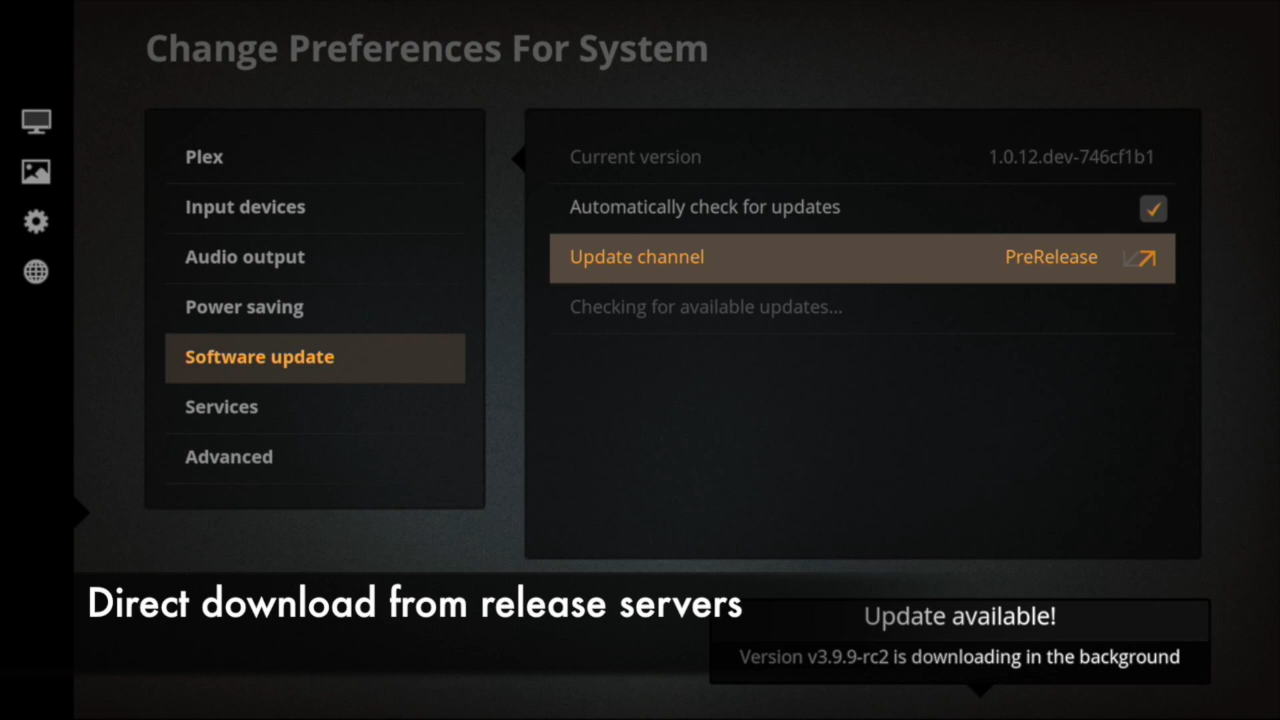 Change Preferences For System
Plex
Input devices
Audio output
Power saving
Software update
Services
Advanced
Current version 1.0.12.dev-746cf1b1
Automatically check for updates
Update channel PreRelease
Checking for available updates...
Direct download from release servers
Update available!
Version v3.9.9-rc2 is downloading in the background